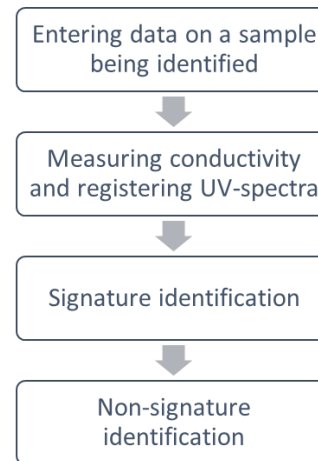 Entering data on a sample
being identified
Measuring conductivity
and registering UV-spectra
Signature identification
Non-signature
identification